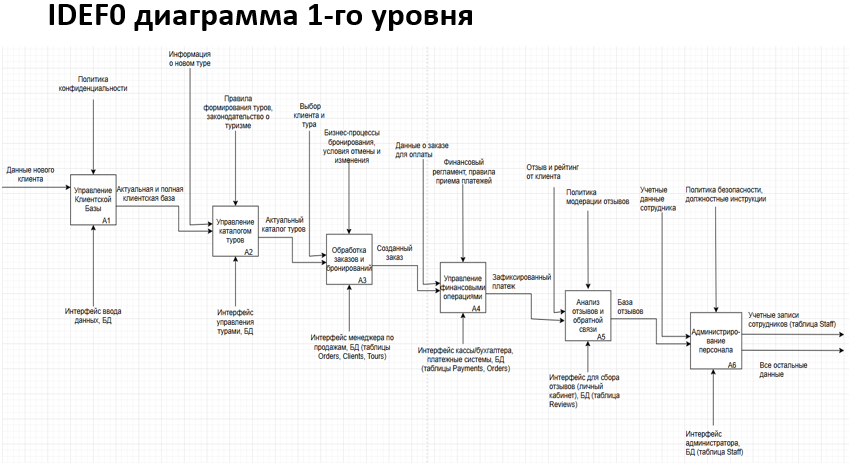 IDEF0 диаграмма 1-го уровня
Информация
о новом туре
Политика
конфиденциальности
Данные нового
клиента
Управление
Клиентской
Базы
A1
Актуальная и полная
клиентская база
Интерфейс ввода
данных, БД
Правила
формирования туров,
законодательство о
туризме
Управление
каталогом
туров
A2
Актуальный
каталог туров
Интерфейс
управления
турами, БД
Выбор
клиента и
тура
Бизнес-процессы
бронирования,
условия отмены и
изменения
Обработка
заказов и
бронирований
A3
Созданный
заказ
Интерфейс менеджера по
продажам, БД (таблицы
Orders, Clients, Tours)
Данные о заказе
для оплаты
Финансовый
регламент, правила
приема платежей
Управление
финансовыми
операциями
A4
Зафиксированный
платеж
Интерфейс кассы/бухгалтера,
платежные системы, БД
(таблицы Payments, Orders)
Отзыв и рейтинг
от клиента
Политика
модерации отзывов
Анализ
отзывов и
обратной
связи
A5
База
отзывов
Интерфейс для сбора
отзывов (личный
кабинет), БД (таблица
Reviews)
Учетные
данные
сотрудника
Политика безопасности,
должностные инструкции
Администриро-
вание
персонала
A6
Учетные записи
сотрудников (таблица Staff)
Все остальные
данные
Интерфейс
администратора,
БД (таблица Staff)